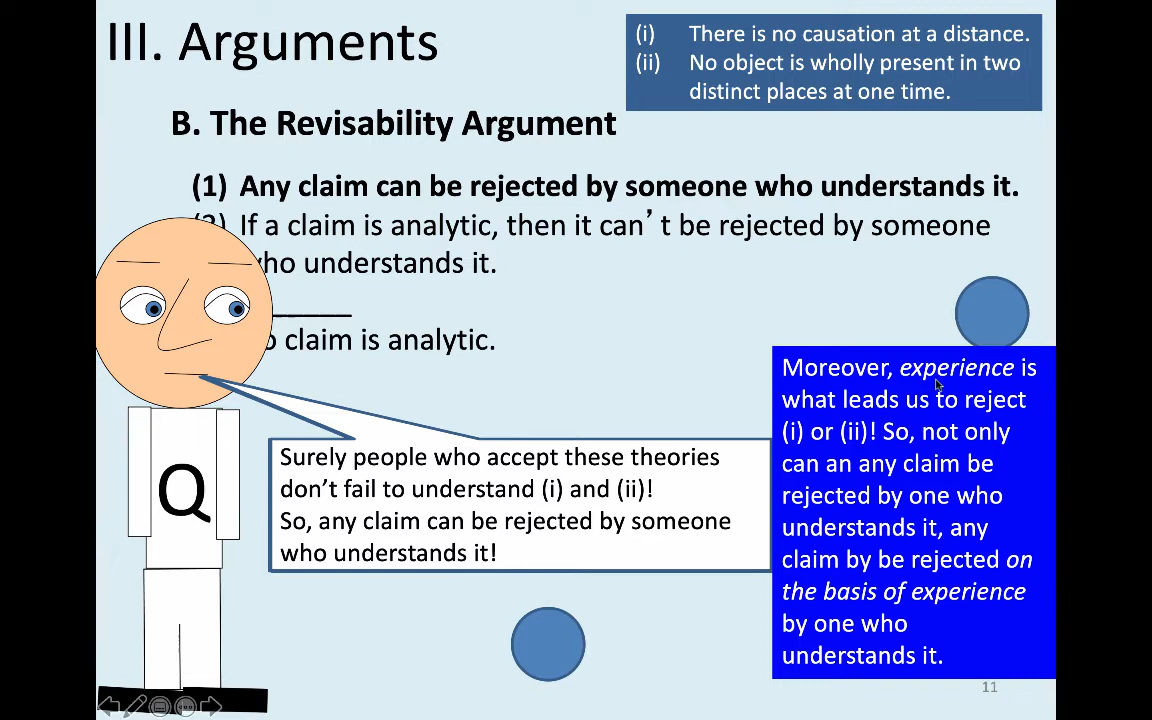 III. Arguments
(i) There is no causation at a distance.
(ii) No object is wholly present in two
distinct places at one time.
B. The Revisability Argument
(1) Any claim can be rejected by someone who understands it.
If a claim is analytic, then it can’t be rejected by someone
who understands it.
claim is analytic.
Q
Surely people who accept these theories
don’t fail to understand (i) and (ii)!
So, any claim can be rejected by someone
who understands it!
Moreover, experience is
what leads us to reject
(i) or (ii)! So, not only
can an any claim be
rejected by one who
understands it, any
claim by be rejected on
the basis of experience
by one who
understands it.
11